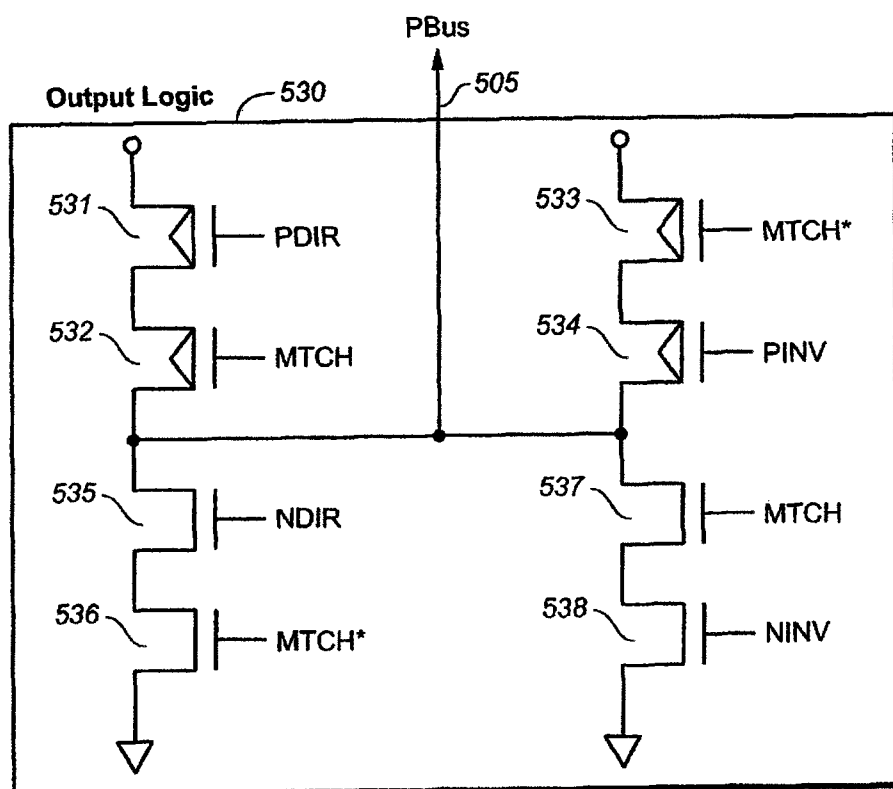 PBus
505
Output Logic 530
531 PDIR
533 MTCH*
532 MTCH
534 PINV
535 NDIR
537 MTCH
536 MTCH*
538 NINV